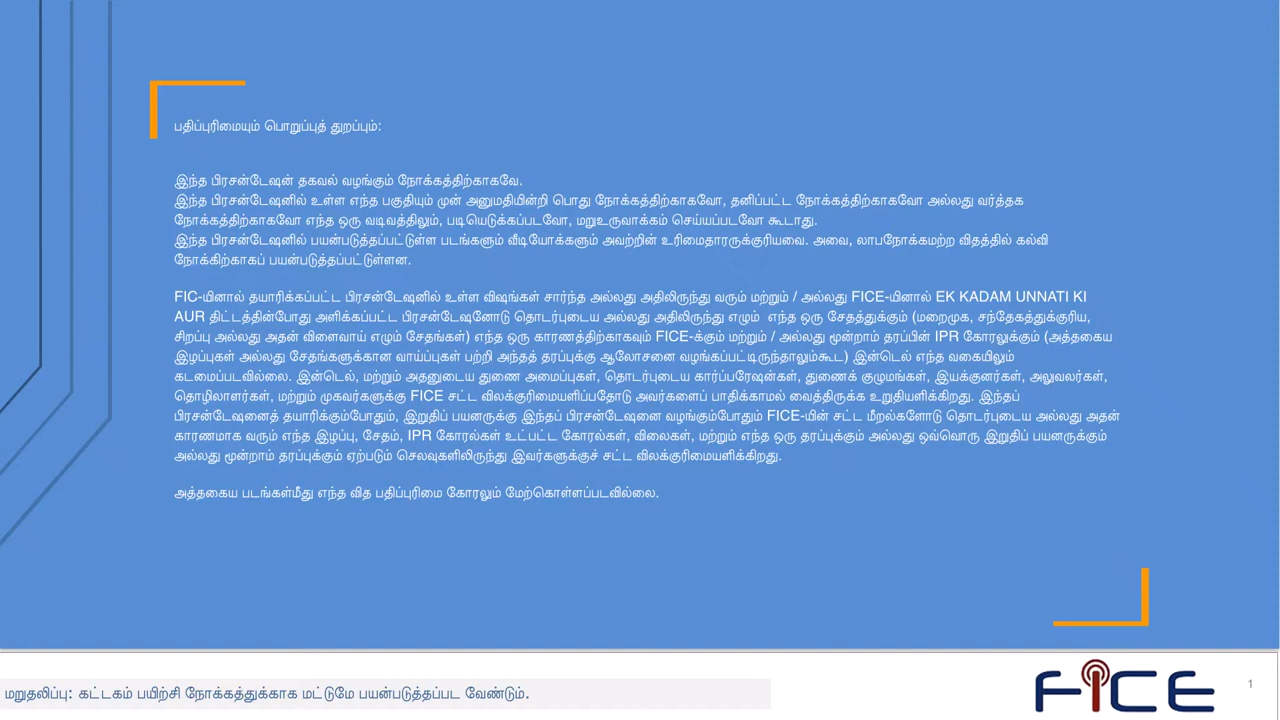 பதிப்புரிமையும் பொறுப்புத் துறப்பும்:
இந்த பிரசன்டேஷன் தகவல் வழங்கும் நோக்கத்திற்காகவே.
இந்த பிரசன்டேஷனில் உள்ள எந்த பகுதியும் முன் அனுமதியின்றி பொது நோக்கத்திற்காகவோ, தனிப்பட்ட நோக்கத்திற்காகவோ அல்லது வர்த்தக
நோக்கத்திற்காகவோ எந்த ஒரு வடிவத்திலும், படியெடுக்கப்படவோ, மறுஉருவாக்கம் செய்யப்படவோ கூடாது.
இந்த பிரசன்டேஷனில் பயன்படுத்தப்பட்டுள்ள படங்களும் வீடியோக்களும் அவற்றின் உரிமைதாரருக்குரியவை. அவை, லாபநோக்கமற்ற விதத்தில் கல்வி
நோக்கிற்காகப் பயன்படுத்தப்பட்டுள்ளன.
FIC-யினால் தயாரிக்கப்பட்ட பிரசன்டேஷனில் உள்ள விஷங்கள் சார்ந்த அல்லது அதிலிருந்து வரும் மற்றும் / அல்லது FICE-யினால் EK KADAM UNNATI KI
AUR திட்டத்தின்போது அளிக்கப்பட்ட பிரசன்டேஷனோடு தொடர்புடைய அல்லது அதிலிருந்து எழும் எந்த ஒரு சேதத்துக்கும் (மறைமுக, சந்தேகத்துக்குரிய,
சிறப்பு அல்லது அதன் விளைவாய் எழும் சேதங்கள்) எந்த ஒரு காரணத்திற்காகவும் FICE-க்கும் மற்றும் / அல்லது மூன்றாம் தரப்பின் IPR கோரலுக்கும் (அத்தகைய
இழப்புகள் அல்லது சேதங்களுக்கான வாய்ப்புகள் பற்றி அந்தத் தரப்புக்கு ஆலோசனை வழங்கப்பட்டிருந்தாலும்கூட) இன்டெல் எந்த வகையிலும்
கடமைப்படவில்லை. இன்டெல், மற்றும் அதனுடைய துணை அமைப்புகள், தொடர்புடைய கார்ப்பரேஷன்கள், துணைக் குழுமங்கள், இயக்குனர்கள், அலுவலர்கள்,
தொழிலாளர்கள், மற்றும் முகவர்களுக்கு FICE சட்ட விலக்குரிமையளிப்பதோடு அவர்களைப் பாதிக்காமல் வைத்திருக்க உறுதியளிக்கிறது. இந்தப்
பிரசன்டேஷனைத் தயாரிக்கும்போதும், இறுதிப் பயனருக்கு இந்தப் பிரசன்டேஷனை வழங்கும்போதும் FICE-யின் சட்ட மீறல்களோடு தொடர்புடைய அல்லது அதன்
காரணமாக வரும் எந்த இழப்பு, சேதம், IPR கோரல்கள் உட்பட்ட கோரல்கள், விலைகள், மற்றும் எந்த ஒரு தரப்புக்கும் அல்லது ஒவ்வொரு இறுதிப் பயனருக்கும்
அல்லது மூன்றாம் தரப்புக்கும் ஏற்படும் செலவுகளிலிருந்து இவர்களுக்குச் சட்ட விலக்குரிமையளிக்கிறது.
அத்தகைய படங்கள்மீது எந்த வித பதிப்புரிமை கோரலும் மேற்கொள்ளப்படவில்லை.
மறுதலிப்பு: கட்டகம் பயிற்சி நோக்கத்துக்காக மட்டுமே பயன்படுத்தப்பட வேண்டும்.
FICE
1